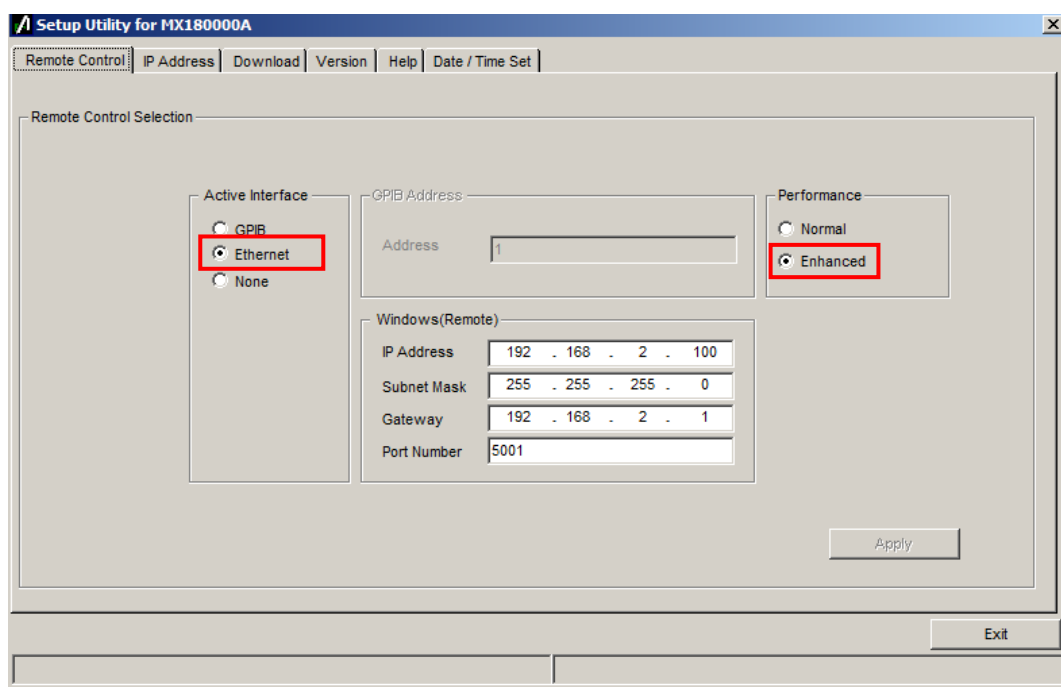 Setup Utility for MX180000A
Remote Control IP Address Download Version Help Date / Time Set
Remote Control Selection
Active Interface
GPIB
Ethernet
None
GPIB Address
Address 1
Performance
Normal
Enhanced
Windows(Remote)
IP Address 192 . 168 . 2 . 100
Subnet Mask 255 . 255 . 255 . 0
Gateway 192 . 168 . 2 . 1
Port Number 5001
Apply
Exit